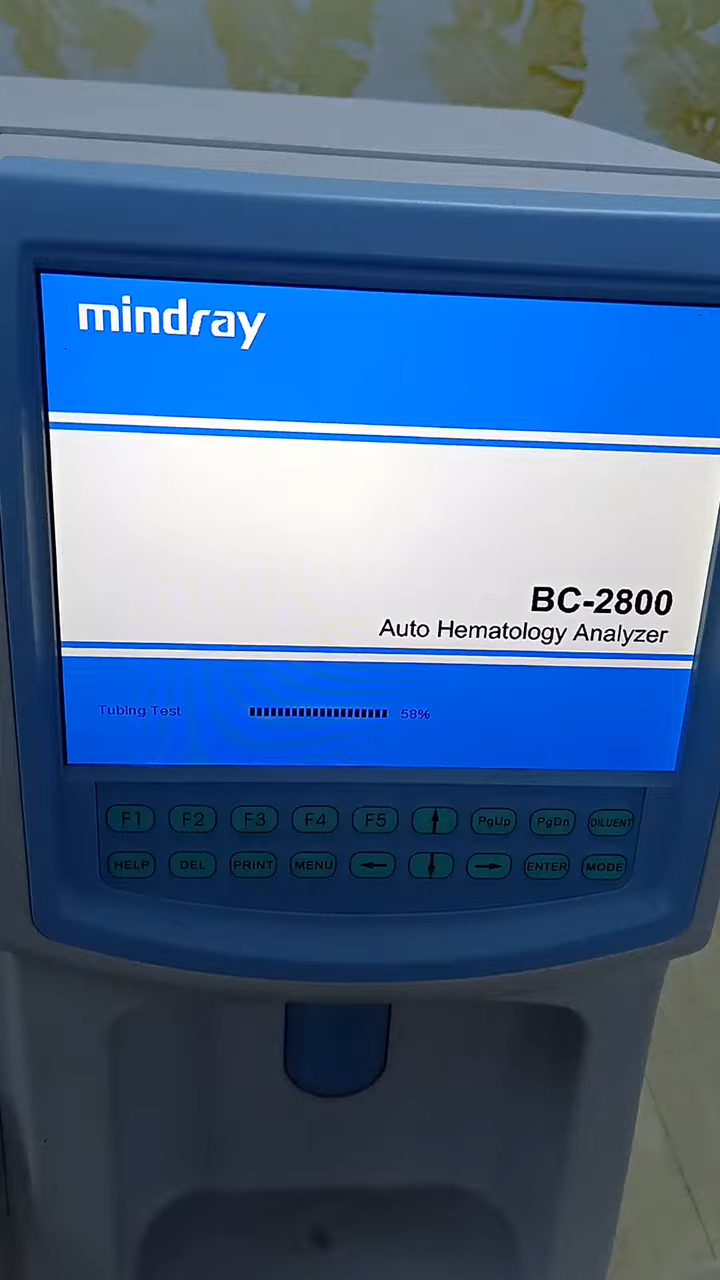 mindray
BC-2800
Auto Hematology Analyzer
Tubing Test 58%
F1 F2 F3 F4 F5 ↑ PgUp PgDn DILUENT
HELP DEL PRINT MENU ← ↓ → ENTER MODE